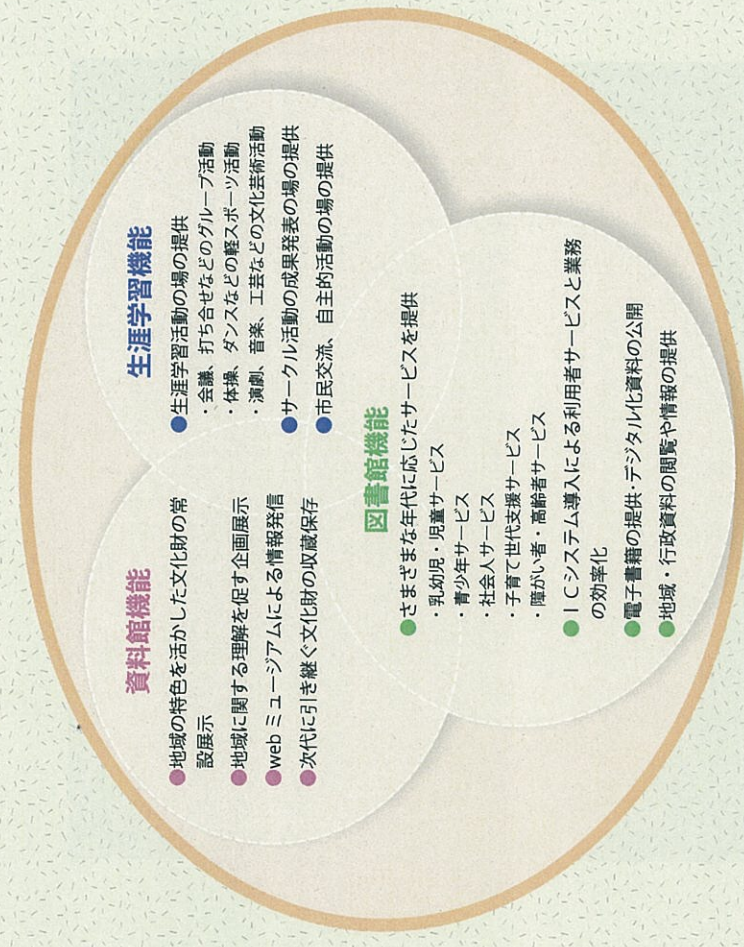 資料館機能
●地域の特色を活かした文化財の常
設展示
●地域に関する理解を促す企画展示
●web ミュージアムによる情報発信
●次代に引き継ぐ文化財の収蔵保存
生涯学習機能
●生涯学習活動の場の提供
・会議、打ち合せなどのグループ活動
・体操、ダンスなどの軽スポーツ活動
・演劇、音楽、工芸などの文化芸術活動
●サークル活動の成果発表の場の提供
●市民交流、自主的活動の場の提供
図書館機能
●さまざまな年代に応じたサービスを提供
・乳幼児・児童サービス
・青少年サービス
・社会人サービス
・子育て世代支援サービス
・障がい者・高齢者サービス
●ICシステム導入による利用者サービスと業務
の効率化
●電子書籍の提供・デジタル化資料の公開
●地域・行政資料の閲覧や情報の提供